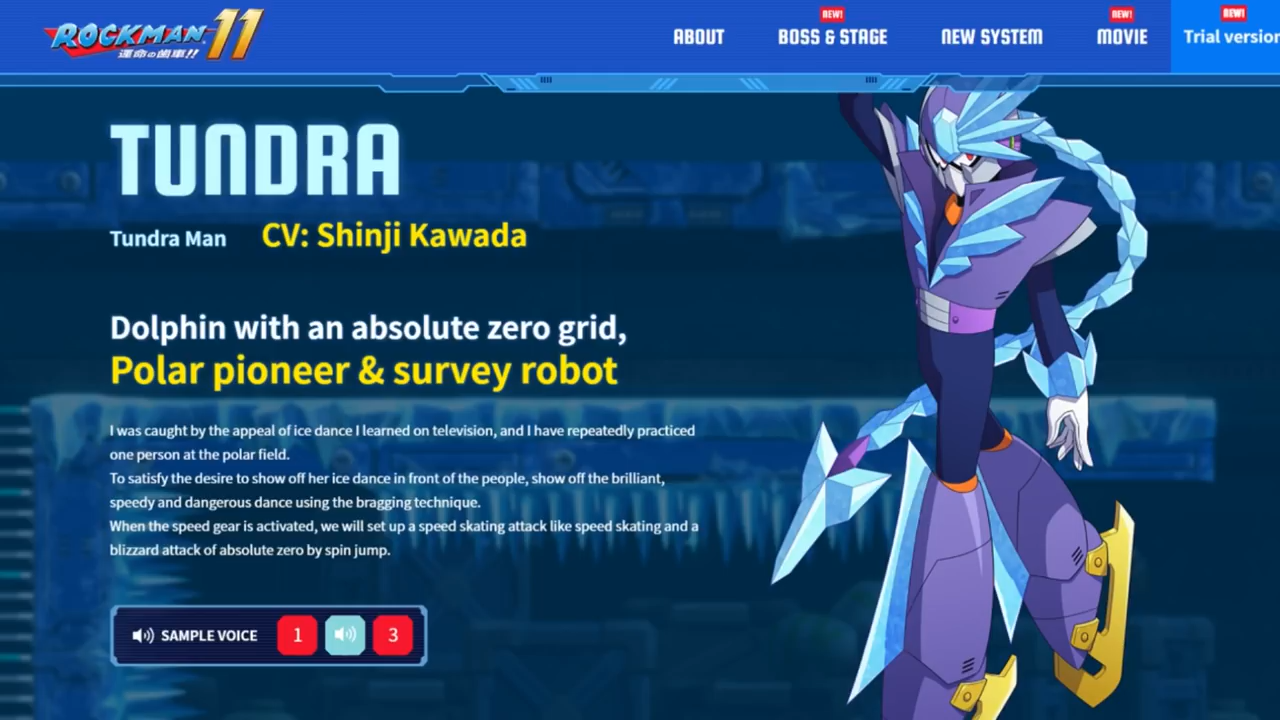 ROCKMAN 11
運命の歯車!!
NEW!
NEW!
NEW!
ABOUT
BOSS & STAGE
NEW SYSTEM
MOVIE
Trial version
TUNDRA
Tundra Man
CV: Shinji Kawada
Dolphin with an absolute zero grid,
Polar pioneer & survey robot
I was caught by the appeal of ice dance I learned on television, and I have repeatedly practiced
one person at the polar field.
To satisfy the desire to show off her ice dance in front of the people, show off the brilliant,
speedy and dangerous dance using the bragging technique.
When the speed gear is activated, we will set up a speed skating attack like speed skating and a
blizzard attack of absolute zero by spin jump.
SAMPLE VOICE
1
3